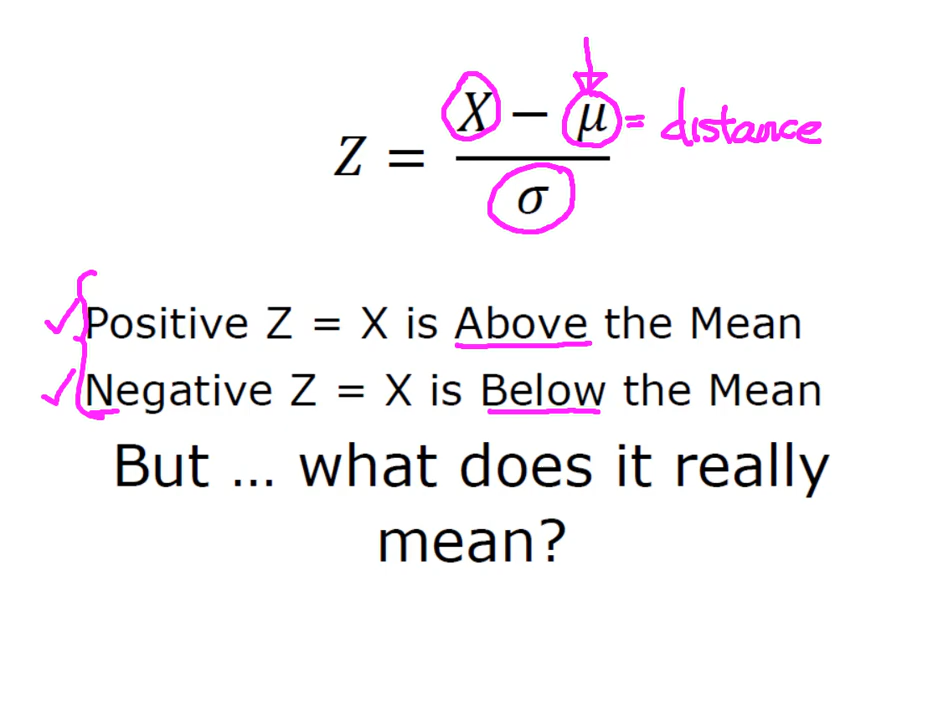 Z = X − μ / σ = distance
Positive Z = X is Above the Mean
Negative Z = X is Below the Mean
But ... what does it really
mean?